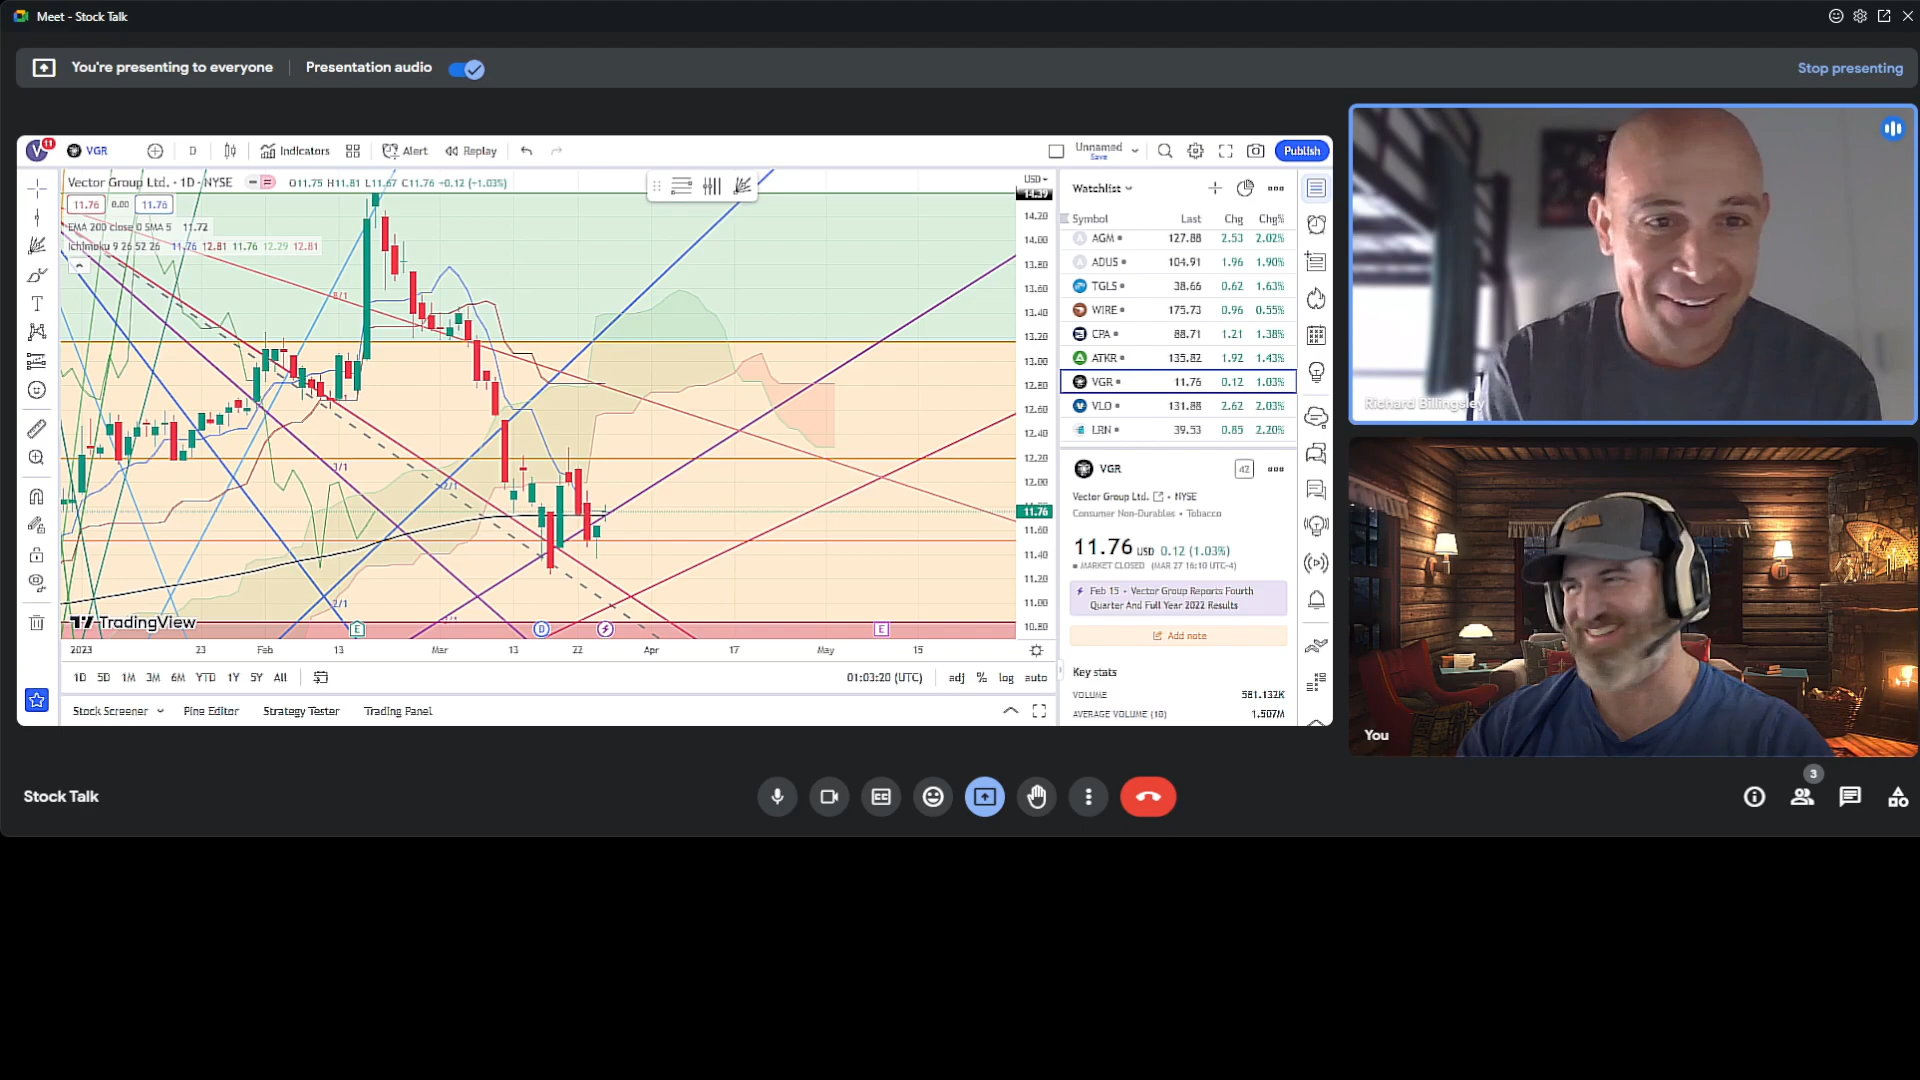 Meet - Stock Talk
You're presenting to everyone
Presentation audio
Stop presenting
V
11
VGR
D
Indicators
Alert
Replay
Unnamed
Save
Publish
Vector Group Ltd. · 1D · NYSE
O11.75 H11.81 L11.67 C11.76 −0.12 (−1.03%)
11.76 0.00 11.76
EMA 200 close 0 SMA 5 11.72
Ichimoku 9 26 52 26 11.76 12.81 11.76 12.29 12.81
8/1
3/1
2/1
2/1
USD
14.39
14.20
14.00
13.80
13.60
13.40
13.20
13.00
12.80
12.60
12.40
12.20
12.00
11.76
11.60
11.40
11.20
11.00
10.80
TradingView
E
D
E
2023 23 Feb 13 Mar 13 22 Apr 17 May 15
1D 5D 1M 3M 6M YTD 1Y 5Y All
01:03:20 (UTC)
adj % log auto
Stock Screener Pine Editor Strategy Tester Trading Panel
Watchlist
Symbol Last Chg Chg%
AGM 127.88 2.53 2.02%
ADUS 104.91 1.96 1.90%
TGLS 38.66 0.62 1.63%
WIRE 175.73 0.96 0.55%
CPA 88.71 1.21 1.38%
ATKR 135.82 1.92 1.43%
VGR 11.76 0.12 1.03%
VLO 131.88 2.62 2.03%
LRN 39.53 0.85 2.20%
VGR
42
Vector Group Ltd. • NYSE
Consumer Non-Durables • Tobacco
11.76 USD 0.12 (1.03%)
MARKET CLOSED (MAR 27 16:10 UTC-4)
Feb 15 • Vector Group Reports Fourth
Quarter And Full Year 2022 Results
Add note
Key stats
VOLUME 581.132K
AVERAGE VOLUME (10) 1.507M
Richard Billingsley
You
Stock Talk
3